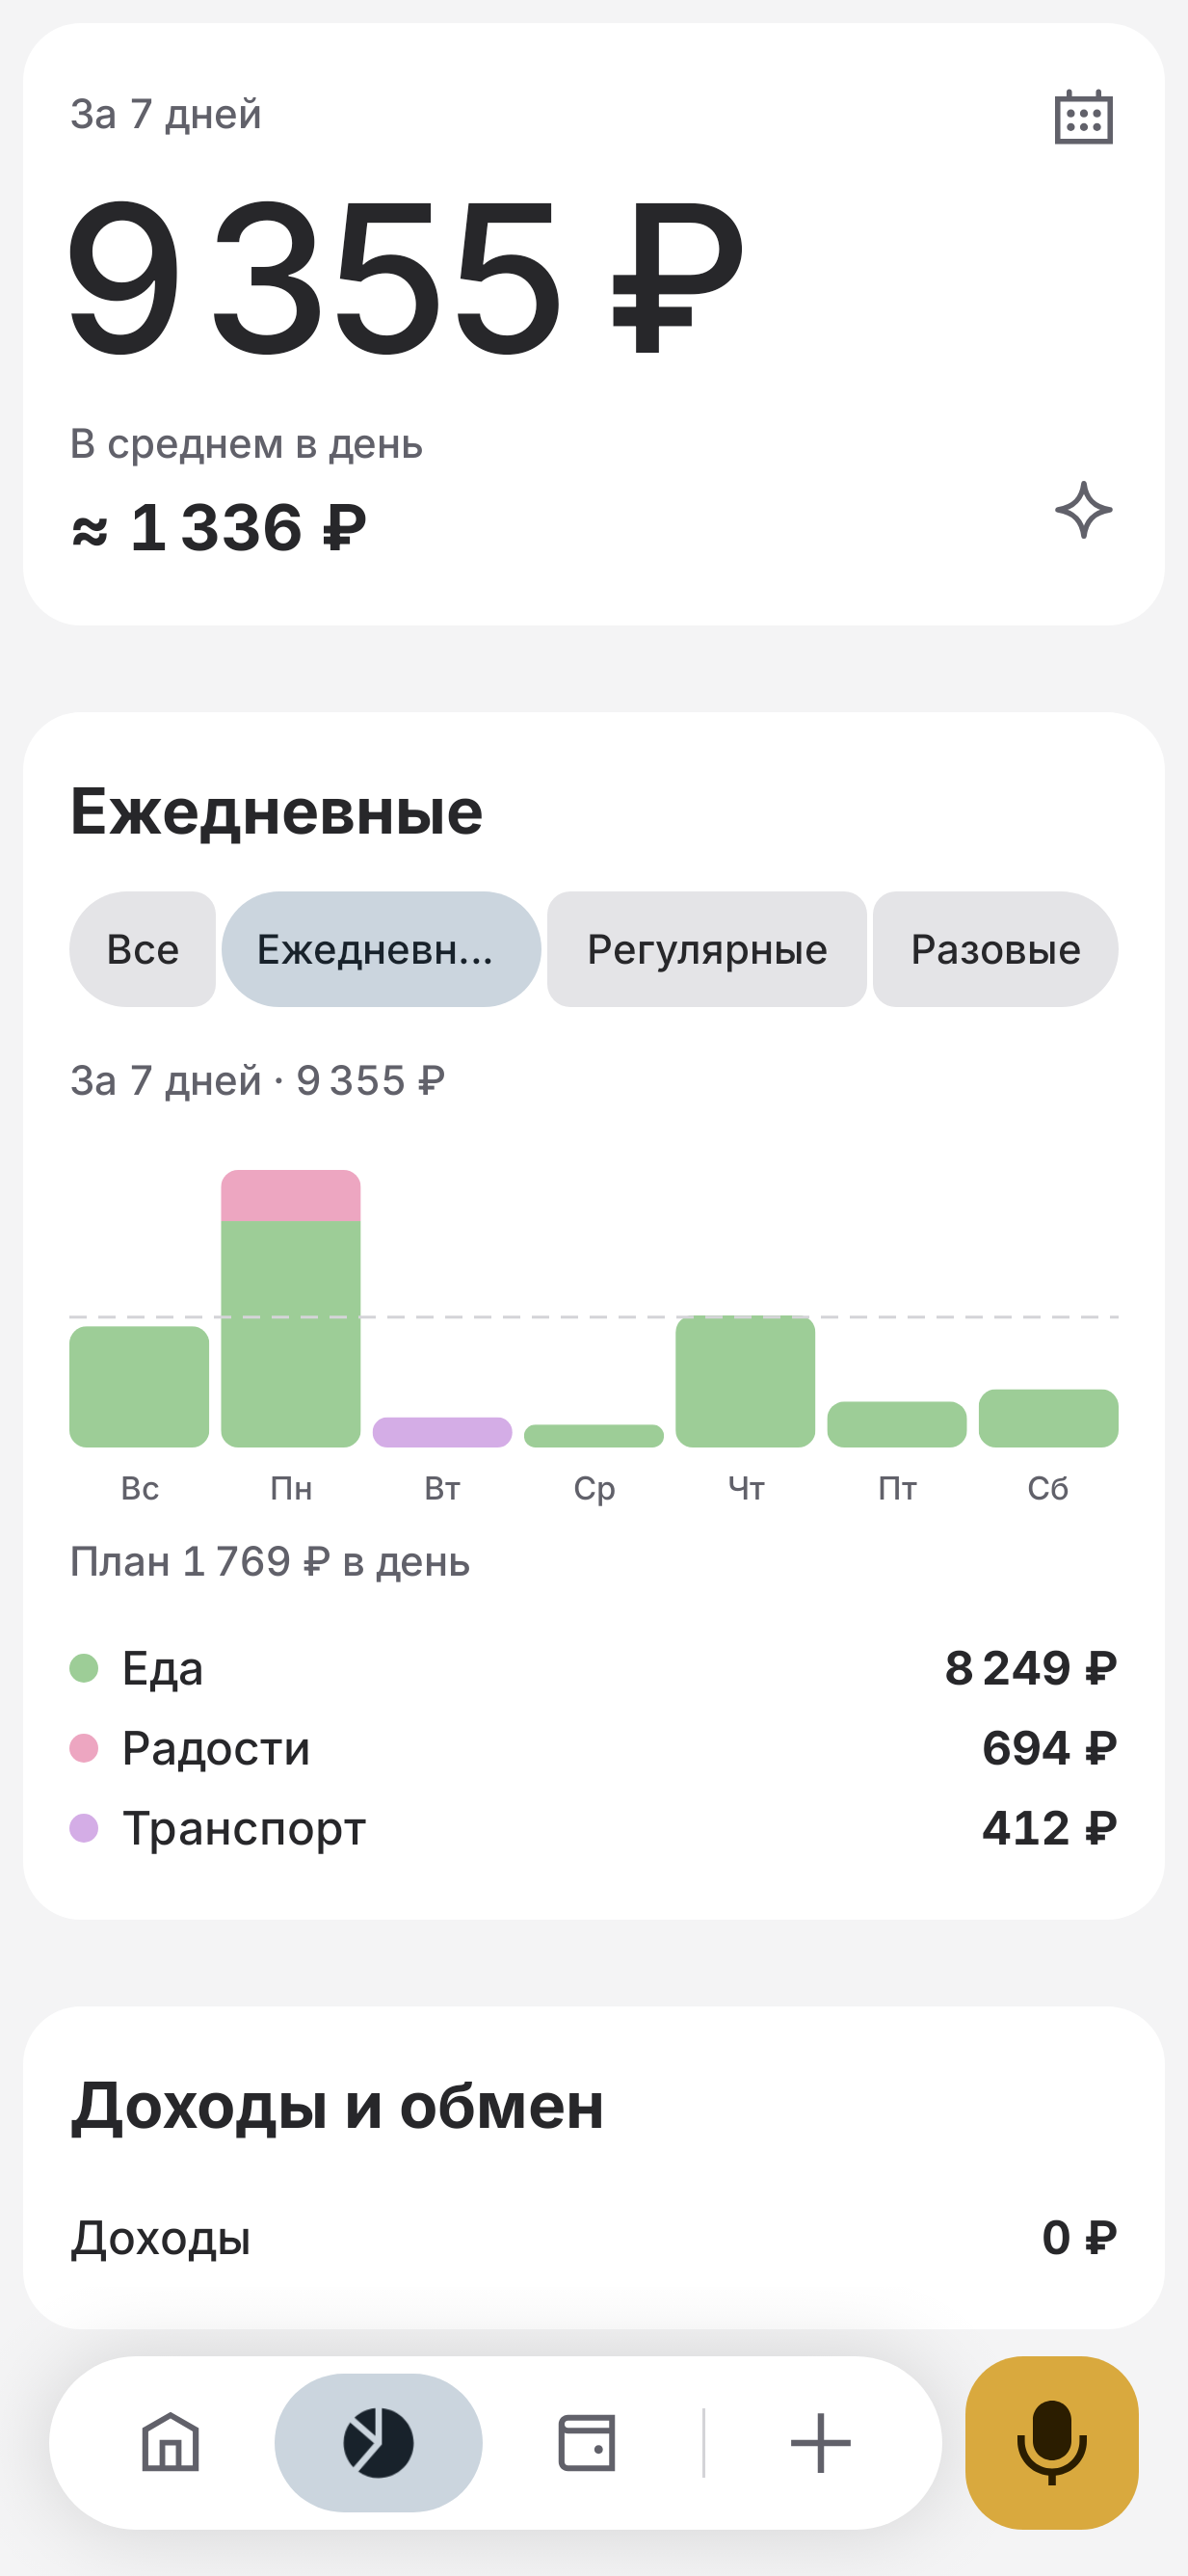 За 7 дней
9 355 ₽
В среднем в день
≈ 1 336 ₽
Ежедневные
Все Ежедневн... Регулярные Разовые
За 7 дней · 9 355 ₽
Вс Пн Вт Ср Чт Пт Сб
План 1 769 ₽ в день
Еда 8 249 ₽
Радости 694 ₽
Транспорт 412 ₽
Доходы и обмен
Доходы 0 ₽